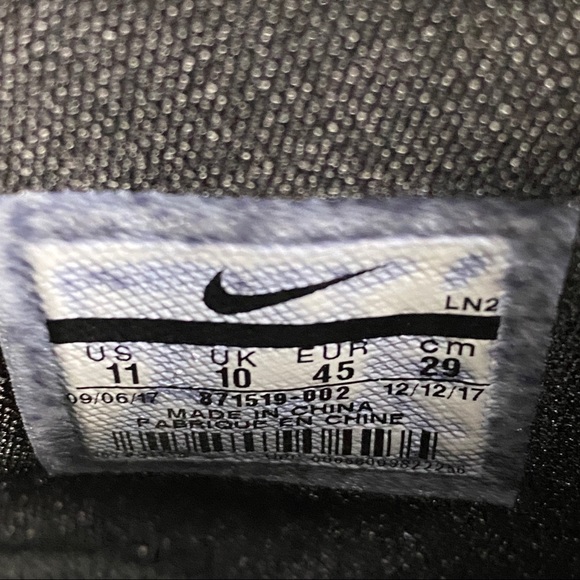 LN2
US UK EUR cm
11 10 45 29
09/06/17 871519-002 12/12/17
MADE IN CHINA
FABRIQUE EN CHINE